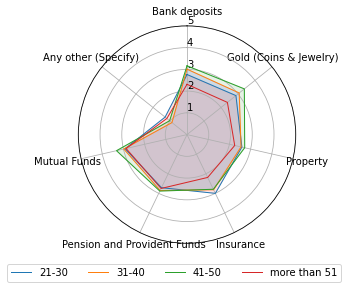 Bank deposits
5
4
Any other (Specify)
Gold (Coins & Jewelry)
3
2
1
Mutual Funds
Property
Pension and Provident Funds
Insurance
21-30
31-40
41-50
more than 51